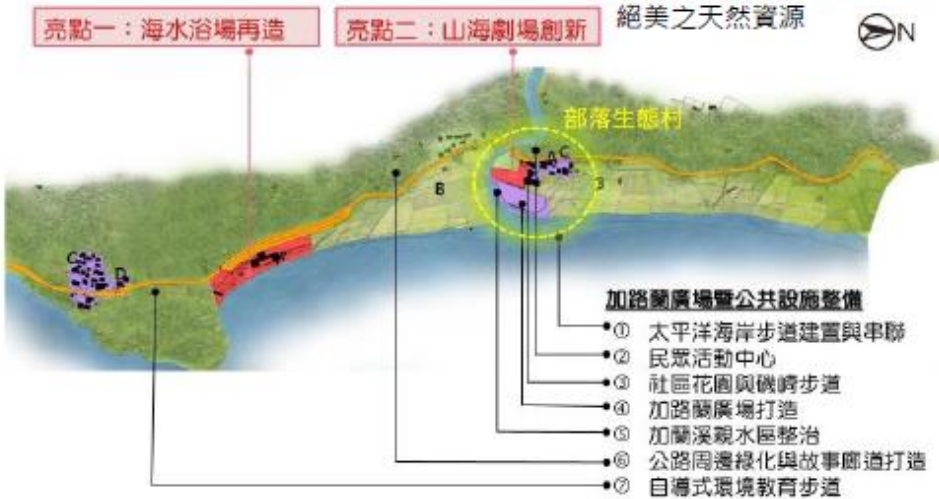 絕美之天然資源
亮點一：海水浴場再造
亮點二：山海劇場創新
N
部落生態村
A
C
B
3
C
D
加路蘭廣場暨公共設施整備
① 太平洋海岸步道建置與串聯
② 民眾活動中心
③ 社區花園與磯崎步道
④ 加路蘭廣場打造
⑤ 加蘭溪親水區整治
⑥ 公路周邊綠化與故事廊道打造
⑦ 自導式環境教育步道